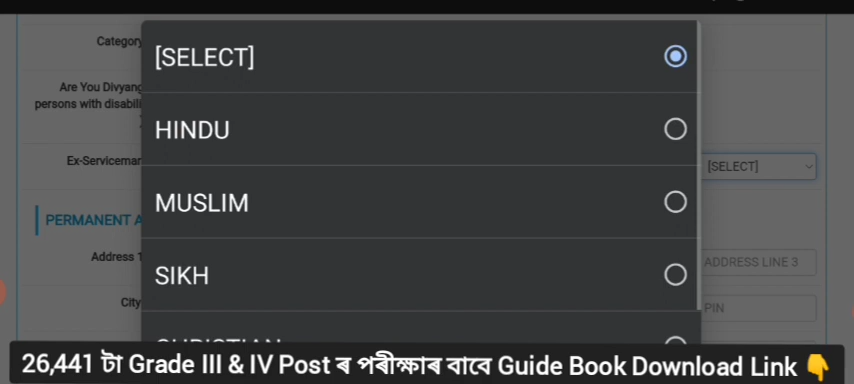 Category
[SELECT]
Are You Divyang
persons with disabili
HINDU
Ex-Serviceman
[SELECT]
MUSLIM
PERMANENT A
Address 1
ADDRESS LINE 3
SIKH
City
PIN
CHRISTIAN
26,441 টা Grade III & IV Post ৰ পৰীক্ষাৰ বাবে Guide Book Download Link 👇